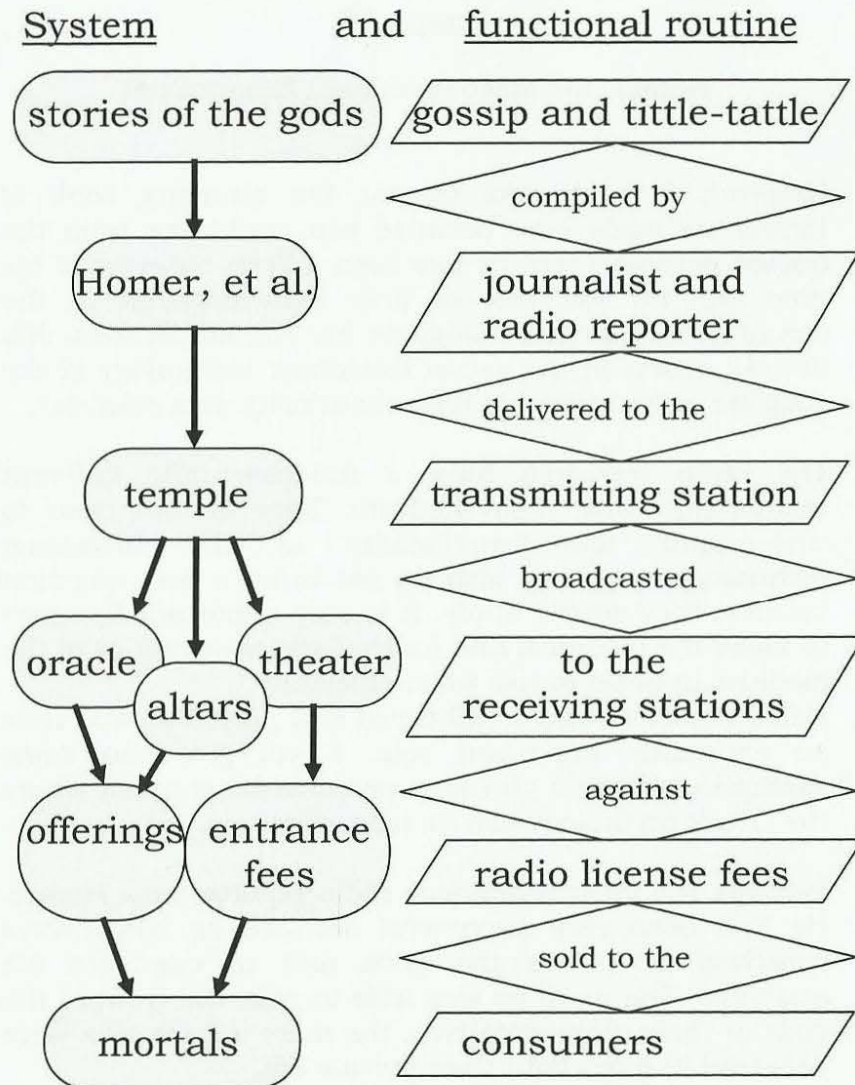 System and functional routine
stories of the gods
gossip and tittle-tattle
compiled by
Homer, et al.
journalist and
radio reporter
delivered to the
temple
transmitting station
broadcasted
oracle
theater
altars
to the
receiving stations
against
offerings
entrance
fees
radio license fees
sold to the
mortals
consumers